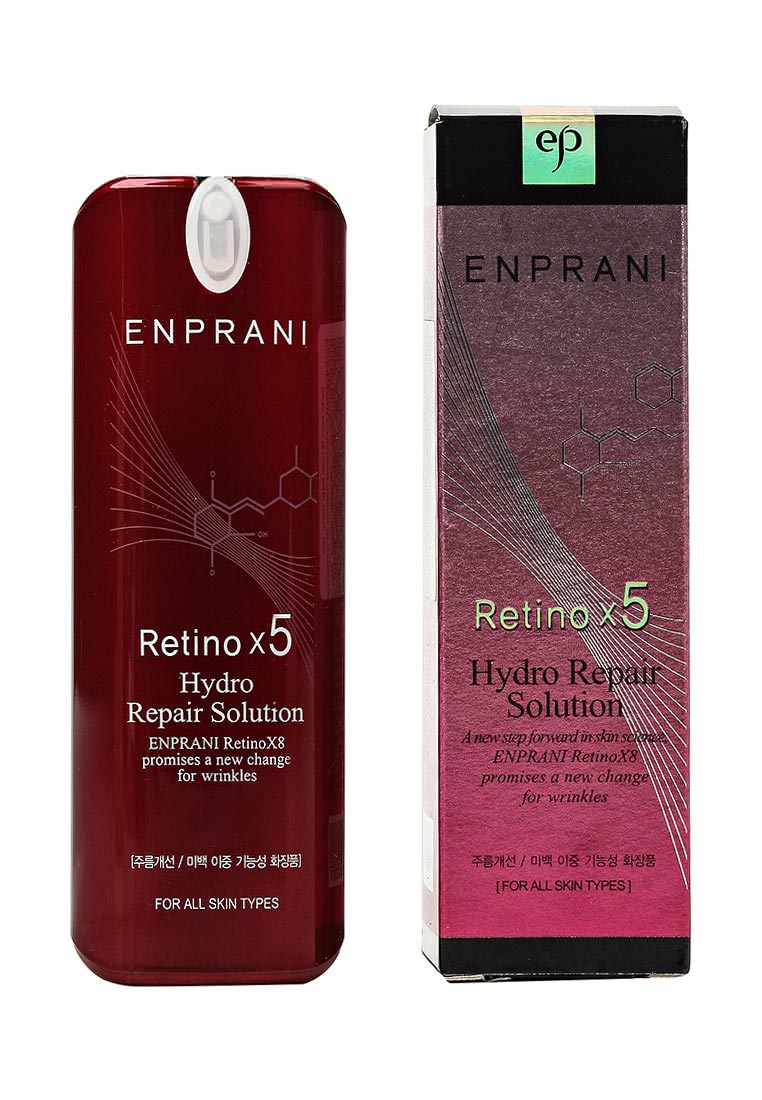 ENPRANI
OH
Retino x5
Hydro
Repair Solution
ENPRANI RetinoX8
promises a new change
for wrinkles
[주름개선 / 미백 이중 기능성 화장품]
FOR ALL SKIN TYPES
ep
ENPRANI
Retino x5
Hydro Repair
Solution
A new step forward in skin science,
ENPRANI RetinoX8
promises a new change
for wrinkles
주름개선 / 미백 이중 기능성 화장품
[ FOR ALL SKIN TYPES ]